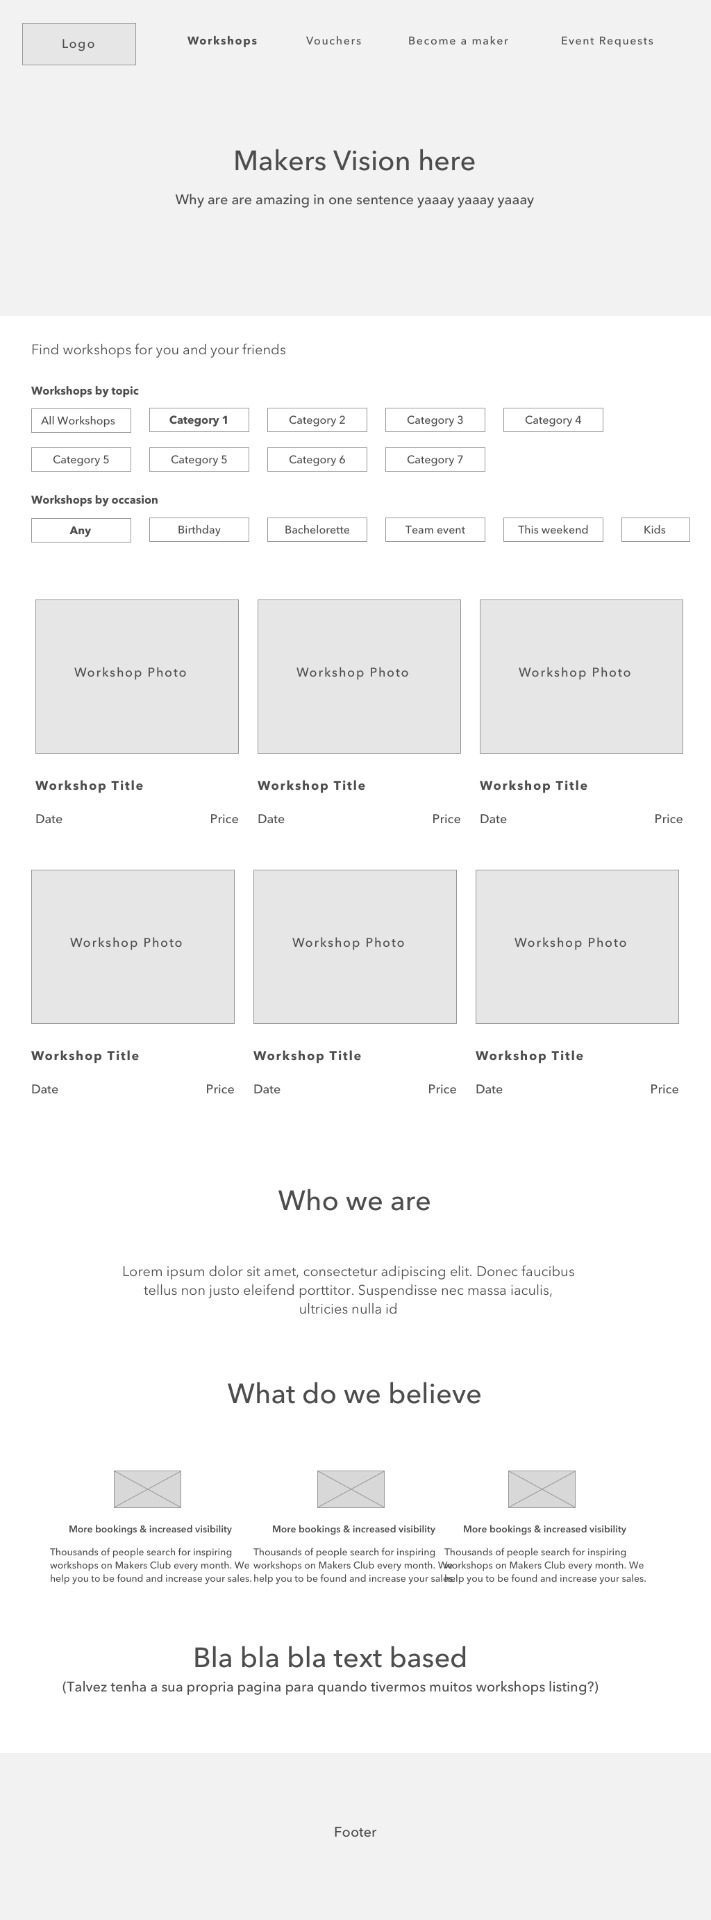 Logo
Workshops Vouchers Become a maker Event Requests
Makers Vision here
Why are are amazing in one sentence yaaay yaaay yaaay
Find workshops for you and your friends
Workshops by topic
All Workshops Category 1 Category 2 Category 3 Category 4
Category 5 Category 5 Category 6 Category 7
Workshops by occasion
Any Birthday Bachelorette Team event This weekend Kids
Workshop Photo Workshop Photo Workshop Photo
Workshop Title Workshop Title Workshop Title
Date Price Date Price Date Price
Workshop Photo Workshop Photo Workshop Photo
Workshop Title Workshop Title Workshop Title
Date Price Date Price Date Price
Who we are
Lorem ipsum dolor sit amet, consectetur adipiscing elit. Donec faucibus
tellus non justo eleifend porttitor. Suspendisse nec massa iaculis,
ultricies nulla id
What do we believe
More bookings & increased visibility
Thousands of people search for inspiring
workshops on Makers Club every month. We
help you to be found and increase your sales.
More bookings & increased visibility
Thousands of people search for inspiring
workshops on Makers Club every month. We
help you to be found and increase your sales.
More bookings & increased visibility
Thousands of people search for inspiring
workshops on Makers Club every month. We
help you to be found and increase your sales.
Bla bla bla text based
(Talvez tenha a sua propria pagina para quando tivermos muitos workshops listing?)
Footer